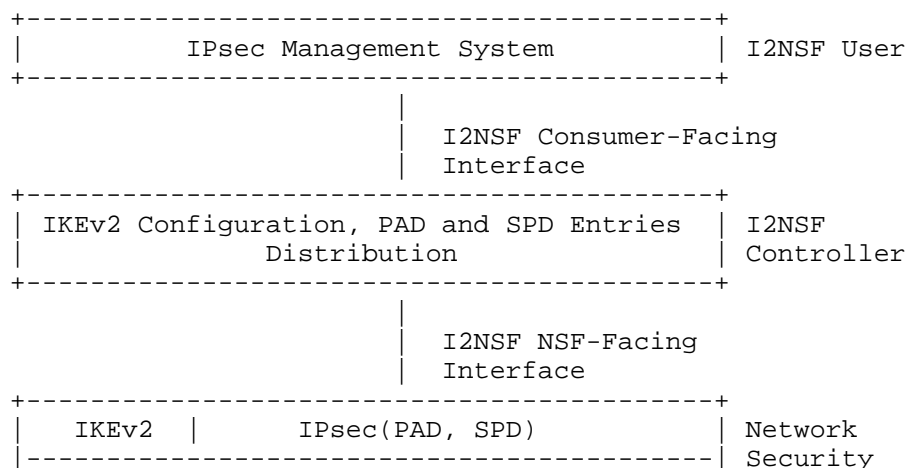 IPsec Management System I2NSF User
I2NSF Consumer-Facing
Interface
IKEv2 Configuration, PAD and SPD Entries I2NSF
Distribution Controller
I2NSF NSF-Facing
Interface
IKEv2 | IPsec(PAD, SPD) Network
Security